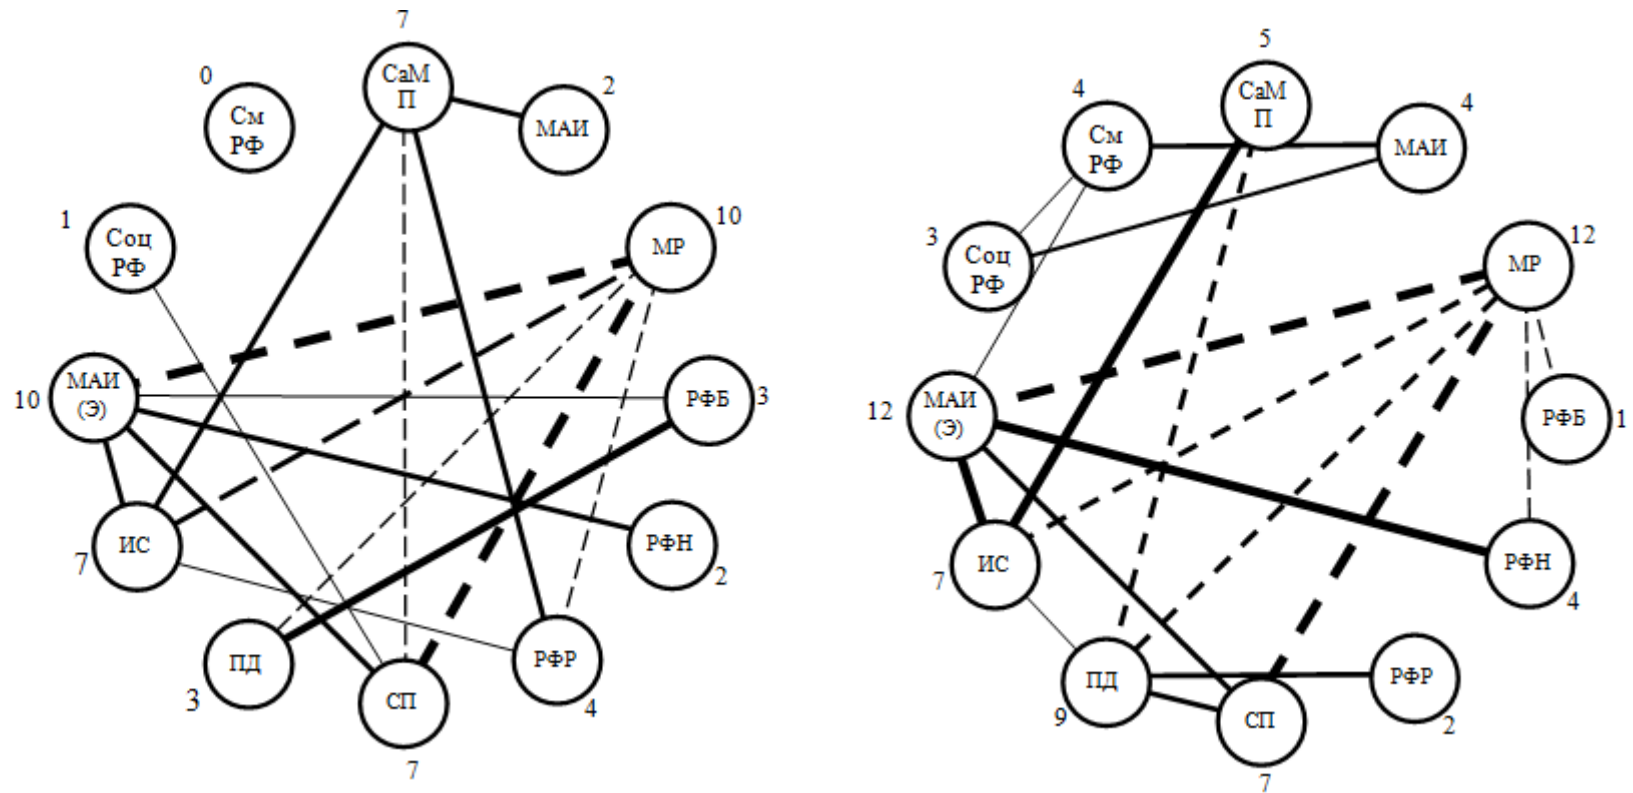 7
СаМ
П
0
См
РФ
2
МАИ
1
Соц
РФ
10
МР
10
МАИ
(Э)
РФБ
3
ИС
7
РФН
2
ПД
3
СП
7
РФР
4
5
СаМ
П
4
См
РФ
4
МАИ
3
Соц
РФ
12
МР
12
МАИ
(Э)
РФБ
1
ИС
7
РФН
4
ПД
9
СП
7
РФР
2